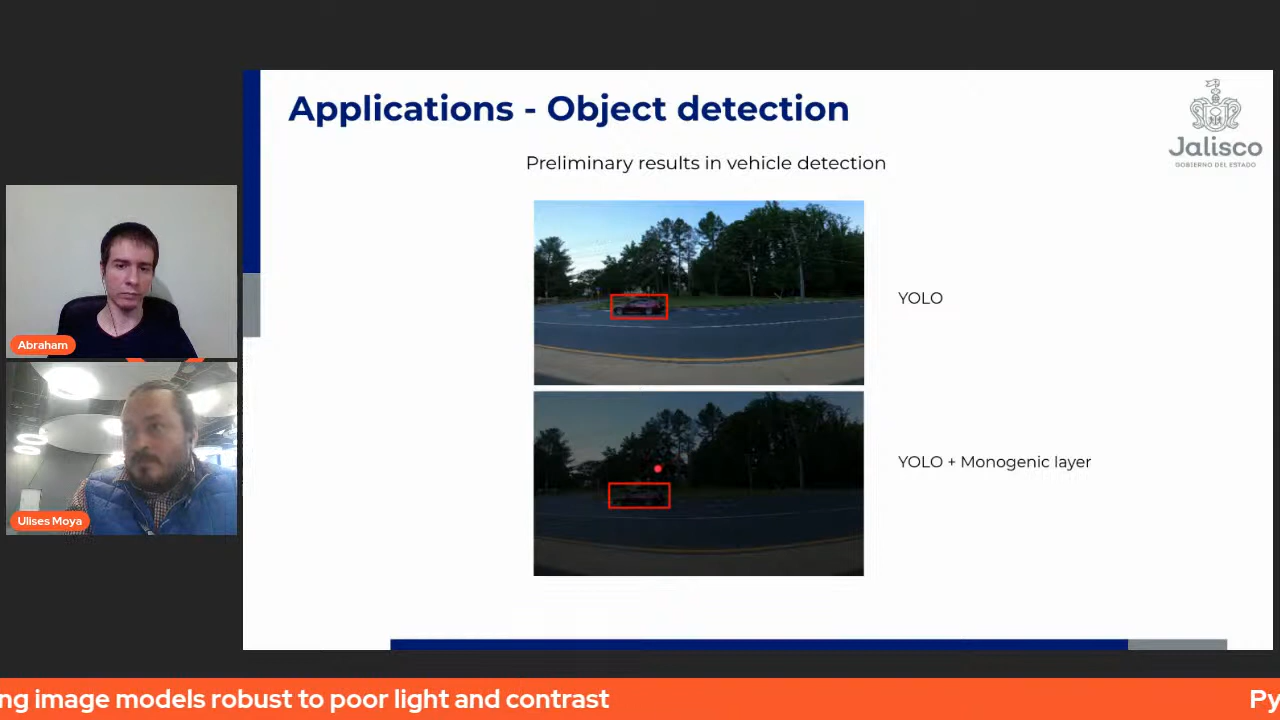 Applications - Object detection
Jalisco
GOBIERNO DEL ESTADO
Preliminary results in vehicle detection
YOLO
YOLO + Monogenic layer
Abraham
Ulises Moya
ng image models robust to poor light and contrast
Py